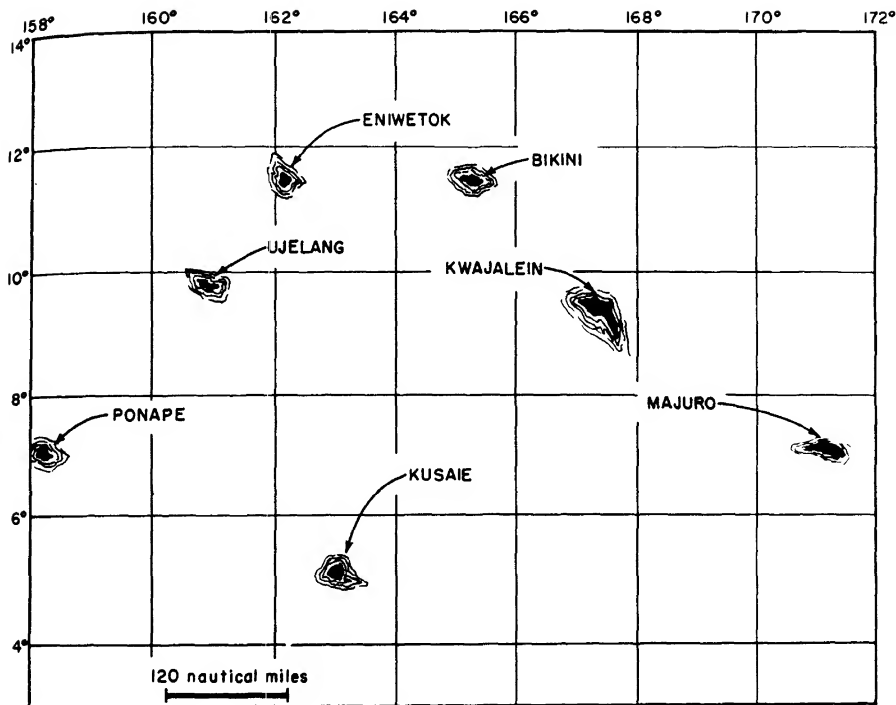 158° 160° 162° 164° 166° 168° 170° 172°
14°
ENIWETOK
12°
BIKINI
UJELANG
10°
KWAJALEIN
8°
PONAPE
MAJURO
KUSAIE
6°
4°
120 nautical miles